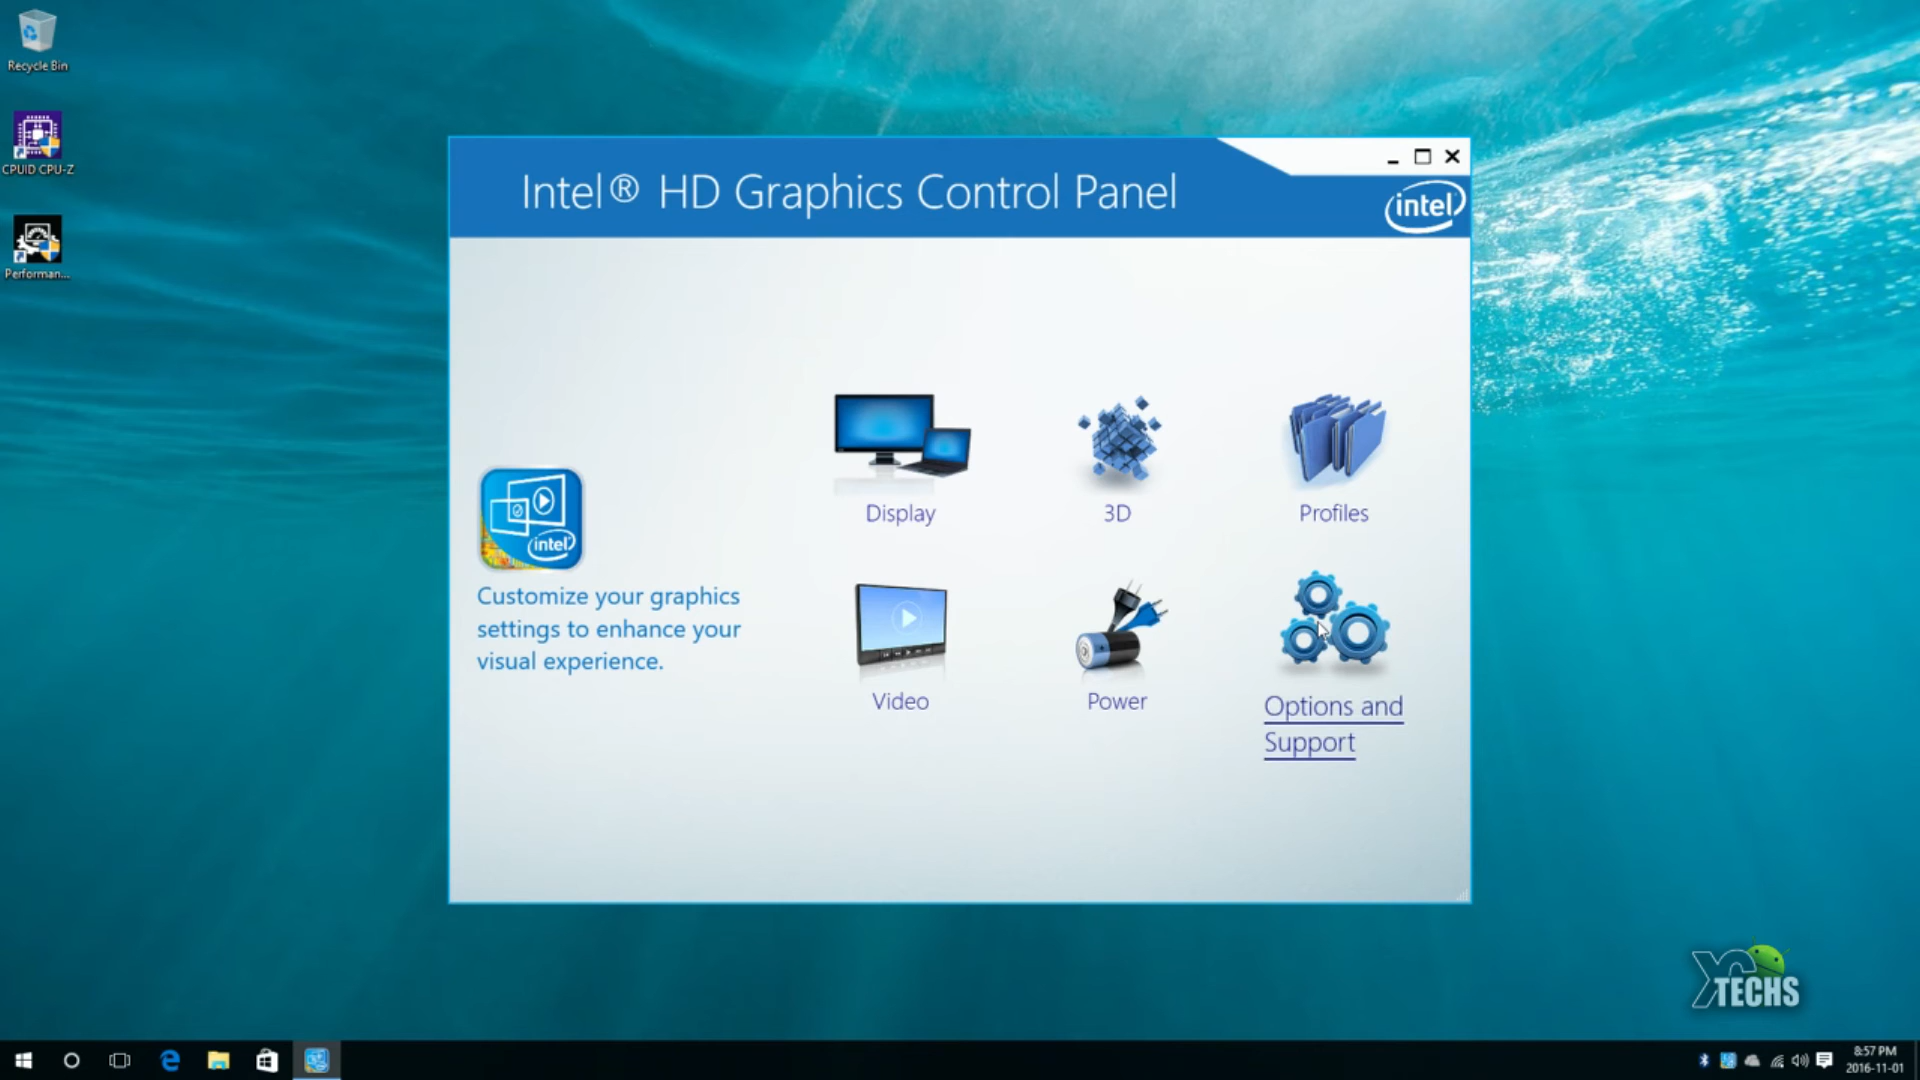 Recycle Bin
CPUID CPU-Z
Performan...
Intel® HD Graphics Control Panel
intel
Display
3D
Profiles
intel
Customize your graphics
settings to enhance your
visual experience.
Video
Power
Options and
Support
TECHS
8:57 PM
2016-11-01